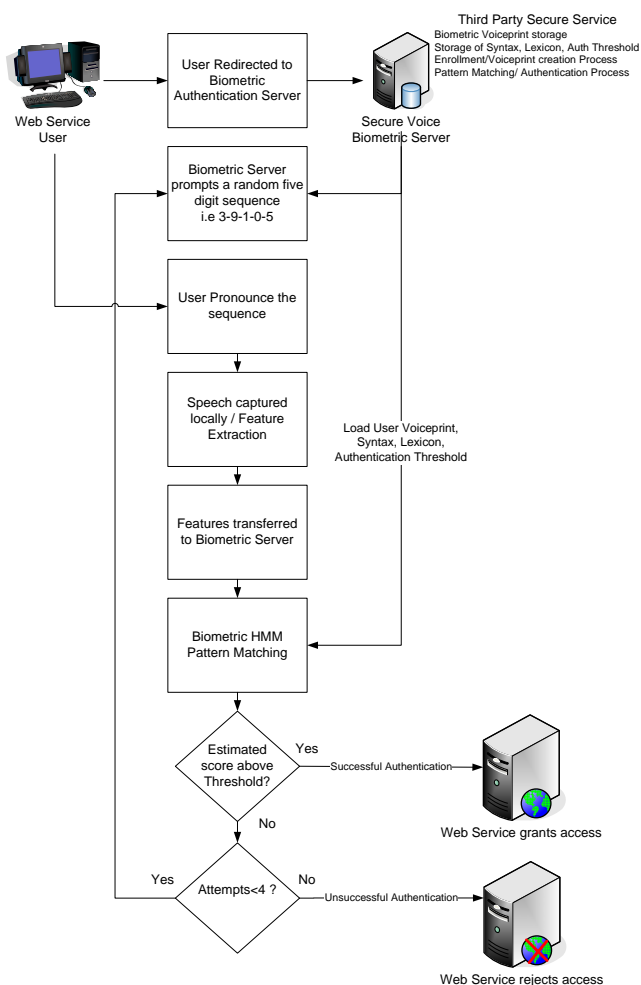 Third Party Secure Service
Biometric Voiceprint storage
Storage of Syntax, Lexicon, Auth Threshold
Enrollment/Voiceprint creation Process
Pattern Matching/ Authentication Process
Web Service
User
User Redirected to
Biometric
Authentication Server
Secure Voice
Biometric Server
Biometric Server
prompts a random five
digit sequence
i.e 3-9-1-0-5
User Pronounce the
sequence
Speech captured
locally / Feature
Extraction
Load User Voiceprint,
Syntax, Lexicon,
Authentication Threshold
Features transferred
to Biometric Server
Biometric HMM
Pattern Matching
Estimated
score above
Threshold?
Yes
Successful Authentication
Web Service grants access
No
Attempts<4 ?
Yes
No
Unsuccessful Authentication
Web Service rejects access